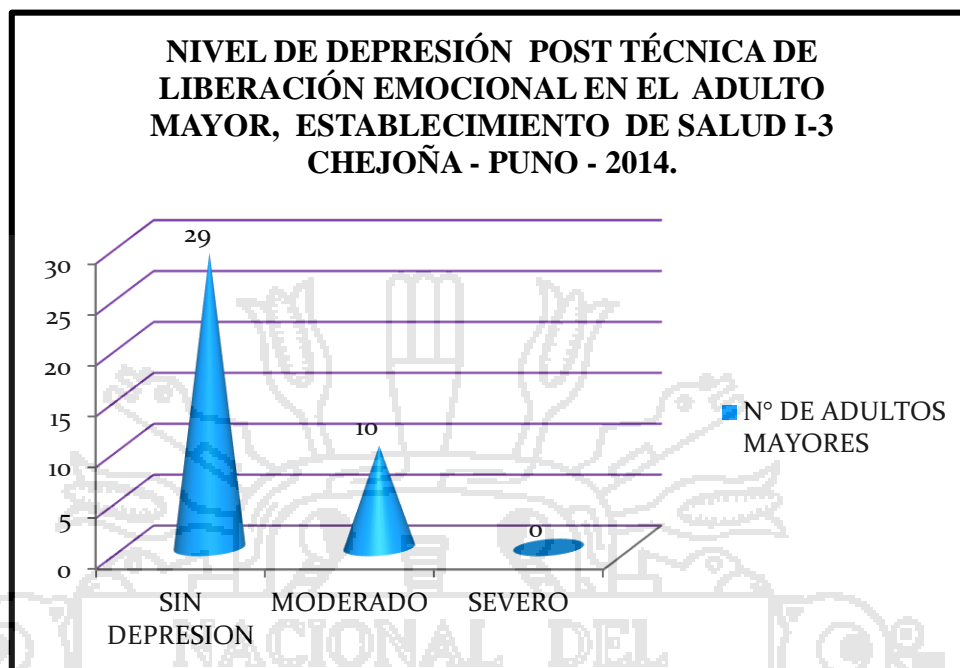 NIVEL DE DEPRESIÓN POST TÉCNICA DE
LIBERACIÓN EMOCIONAL EN EL ADULTO
MAYOR, ESTABLECIMIENTO DE SALUD I-3
CHEJOÑA - PUNO - 2014.
29
30
25
20
15
10
10
5
0
0
N° DE ADULTOS
MAYORES
SIN
DEPRESION
MODERADO
SEVERO
NACIONAL DEL